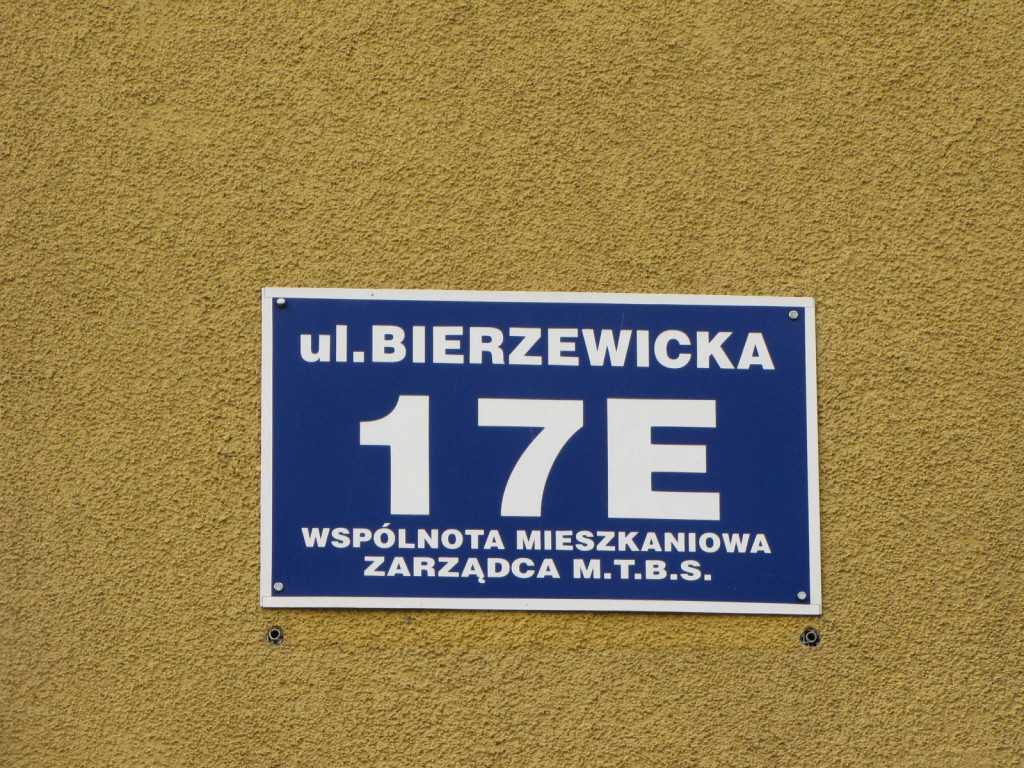 ul.BIERZEWICKA
17E
WSPÓLNOTA MIESZKANIOWA
ZARZĄDCA M.T.B.S.